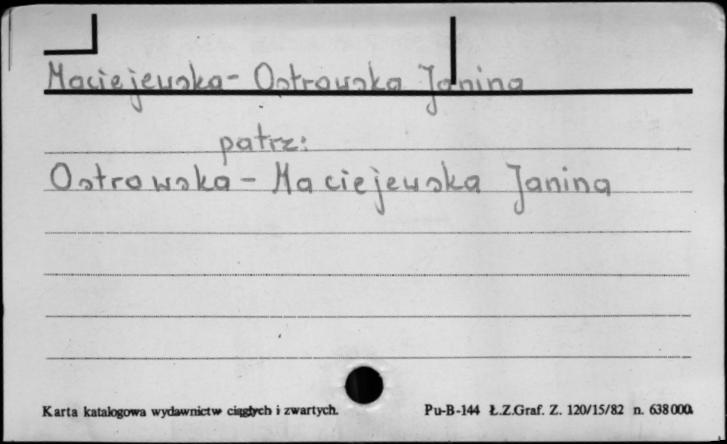 Maciejewska - Ostrowska Janina
patrz:
Ostrowska - Maciejewska Janina
Karta katalogowa wydawnictw ciągłych i zwartych. Pu-B-144 Ł.Z.Graf. Z. 120/15/82 n. 638000.